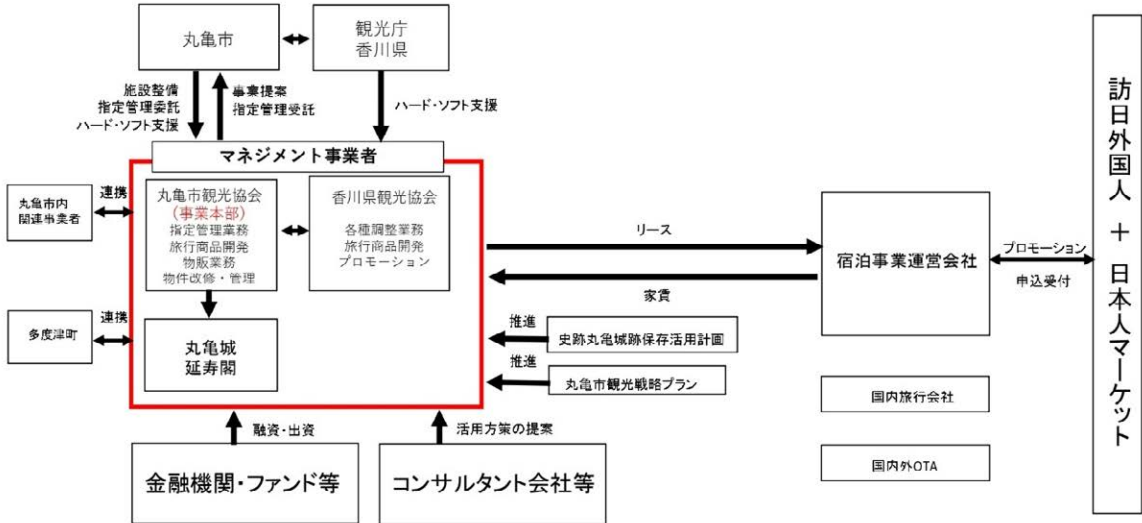 丸亀市
観光庁
香川県
施設整備
指定管理委託
ハード・ソフト支援
事業提案
指定管理受託
ハード・ソフト支援
マネジメント事業者
丸亀市内
関連事業者
連携
丸亀市観光協会
(事業本部)
指定管理業務
旅行商品開発
物販業務
物件改修・管理
香川県観光協会
各種調整業務
旅行商品開発
プロモーション
多度津町
連携
丸亀城
延寿閣
リース
家賃
推進
史跡丸亀城跡保存活用計画
推進
丸亀市観光戦略プラン
宿泊事業運営会社
プロモーション
申込受付
国内旅行会社
国内外OTA
訪日外国人 + 日本人マーケット
融資・出資
活用方策の提案
金融機関・ファンド等
コンサルタント会社等